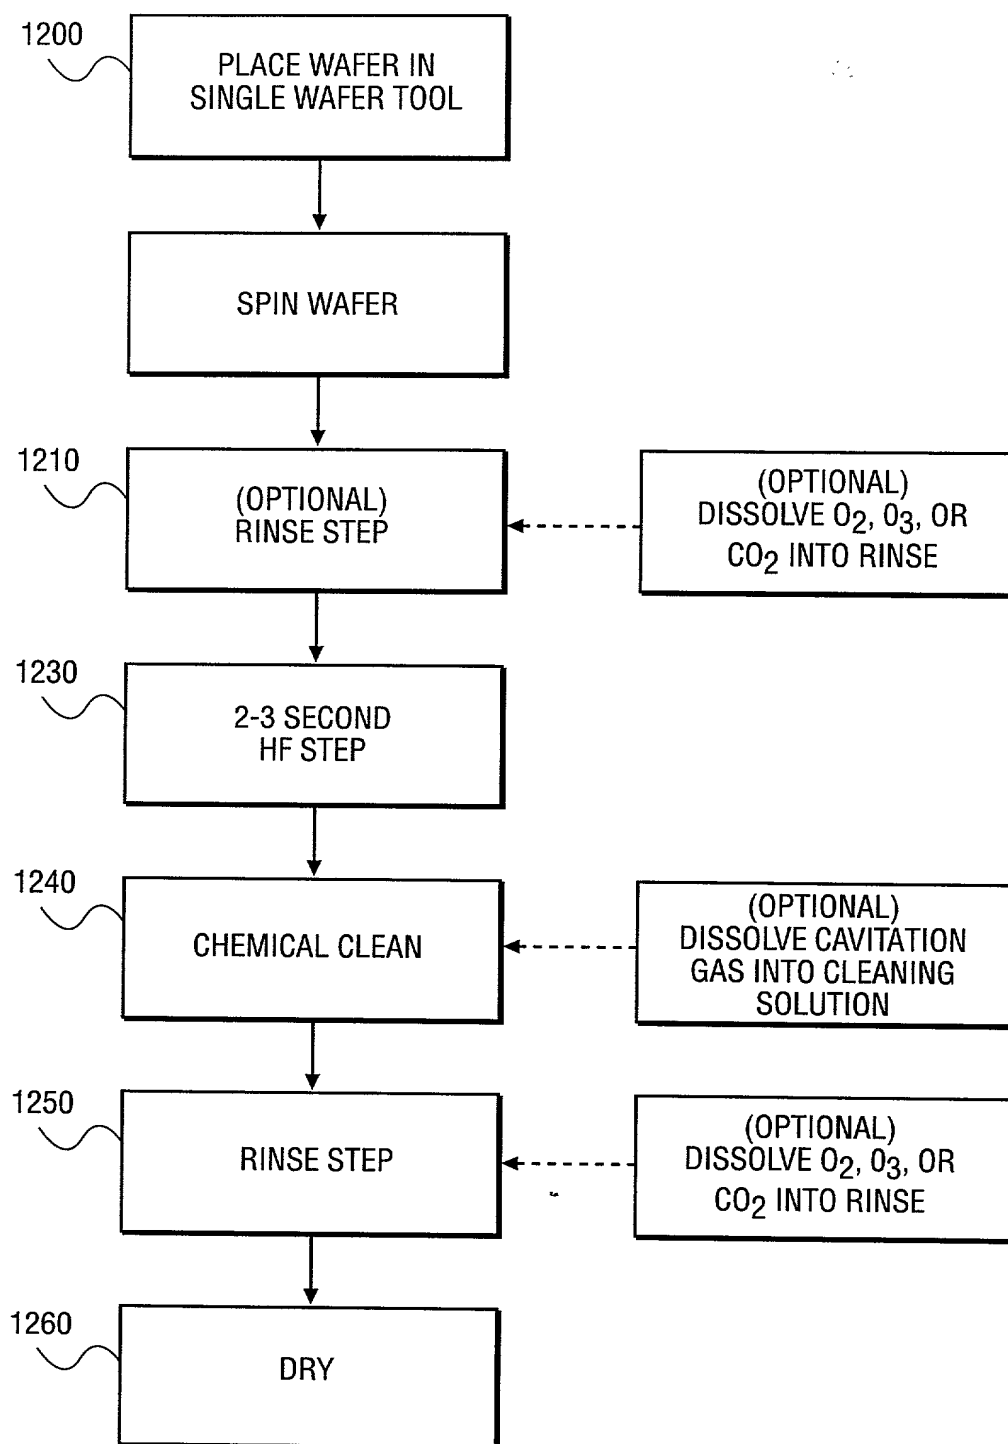 1200
PLACE WAFER IN
SINGLE WAFER TOOL
SPIN WAFER
1210
(OPTIONAL)
RINSE STEP
(OPTIONAL)
DISSOLVE O2, O3, OR
CO2 INTO RINSE
1230
2-3 SECOND
HF STEP
1240
CHEMICAL CLEAN
(OPTIONAL)
DISSOLVE CAVITATION
GAS INTO CLEANING
SOLUTION
1250
RINSE STEP
(OPTIONAL)
DISSOLVE O2, O3, OR
CO2 INTO RINSE
1260
DRY